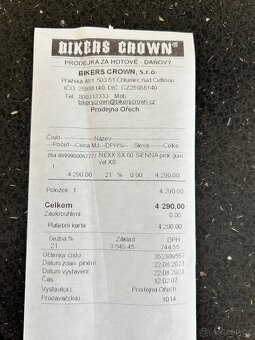 BIKERS CROWN®
PRODEJKA ZA HOTOVÉ - DAŇOVÝ
BIKERS CROWN, s.r.o.
Pražská 461 503 51 Chlumec nad Cidlinou
IČO: 26988140, DIČ: CZ26988140
Tel: 800313333 Mob:
bikerscrown@bikerscrown.cz
Prodejna Ořech
Číslo Název
Počet Cena MJ DPH% Sleva Celkem
NEXX SX.60 SIENNA pink gum
vel XS
1 4 290,00 21 % 0,00 4 290,00
Položek: 1 4 290,00
Celkem 4 290,00
Zaokrouhlení 0,00
Platební karta 4 290,00
Sazba % Základ DPH
21 3 545,45 744,55
Účtenka číslo
Datum zdan. plnění 22.08.2023
Datum vystavení 22.08.2023
Čas: 12:02:07
Vystavil(a): Prodejna Ořech
Prodavač(ka) 1014